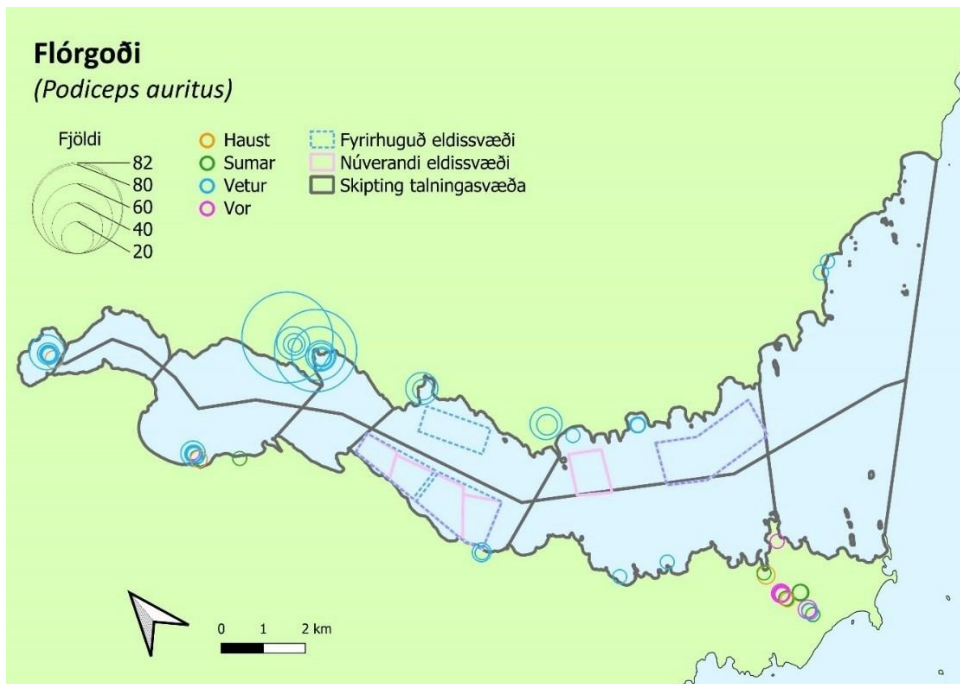 Flórgoði
(Podiceps auritus)
Fjöldi
82
80
60
40
20
Haust
Sumar
Vetur
Vor
Fyrirhuguð eldissvæði
Núverandi eldissvæði
Skipting talningasvæða
0 1 2 km